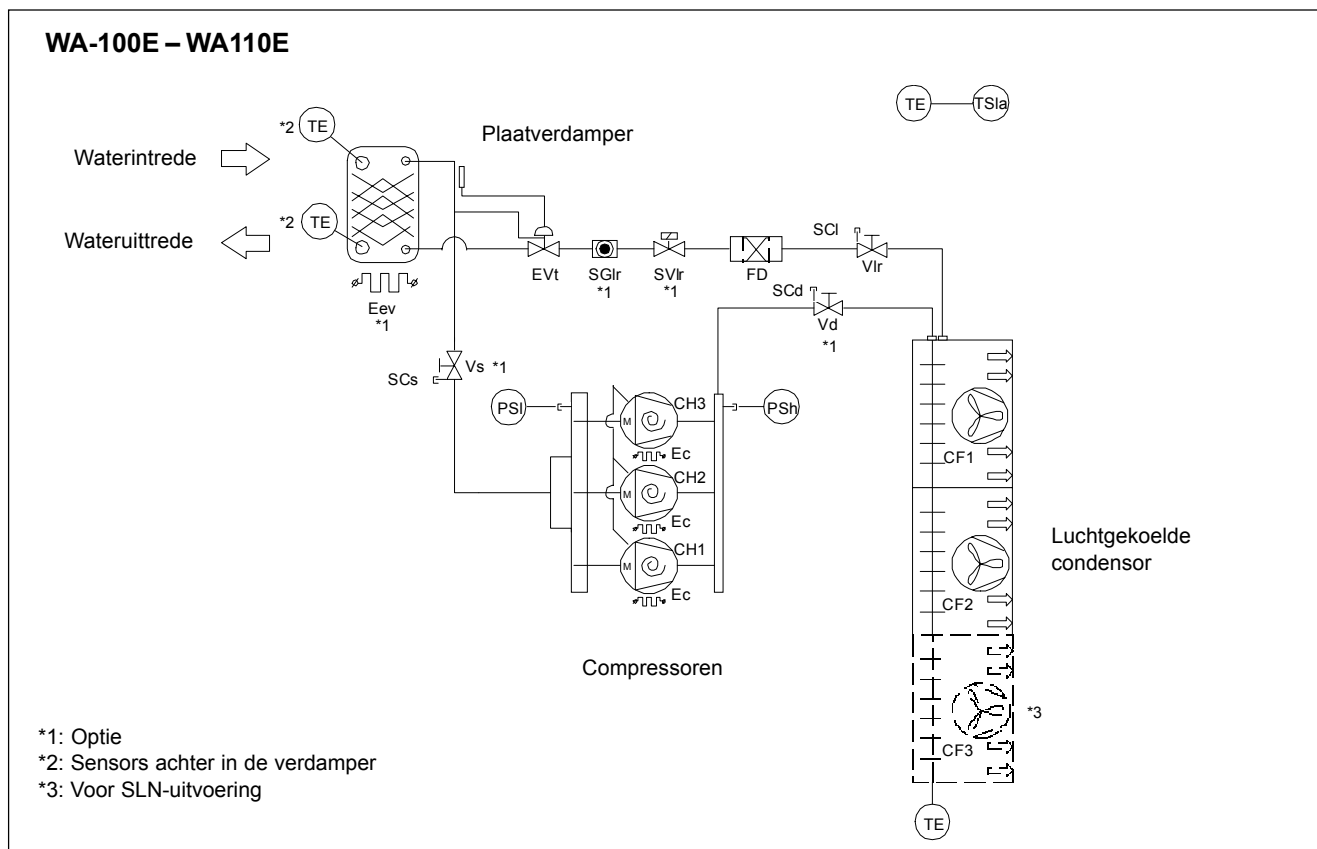 WA-100E – WA110E
TE
TSla
*2
TE
Plaatverdamper
Waterintrede
*2
TE
Wateruittrede
SCl
EVt
SGlr
*1
SVlr
*1
FD
Vlr
SCd
Eev
*1
Vd
*1
Vs *1
SCs
PSl
M
CH3
PSh
Ec
CF1
M
CH2
Ec
M
CH1
Ec
Luchtgekoelde
condensor
CF2
Compressoren
*3
CF3
*1: Optie
*2: Sensors achter in de verdamper
*3: Voor SLN-uitvoering
TE